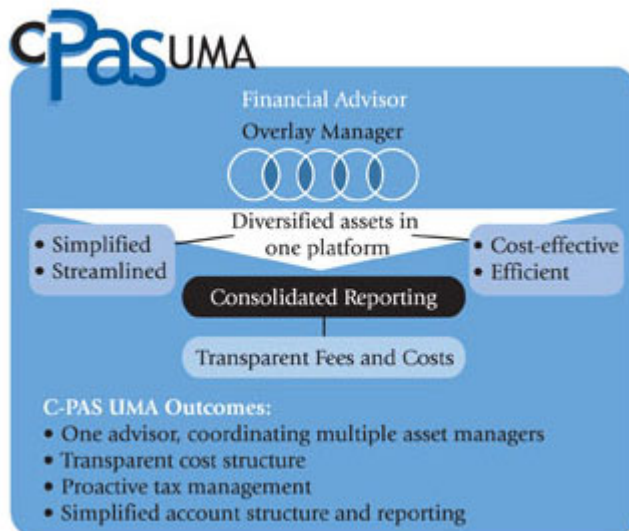 cPas UMA
Financial Advisor
Overlay Manager
Diversified assets in
one platform
• Simplified
• Streamlined
• Cost-effective
• Efficient
Consolidated Reporting
Transparent Fees and Costs
C-PAS UMA Outcomes:
• One advisor, coordinating multiple asset managers
• Transparent cost structure
• Proactive tax management
• Simplified account structure and reporting